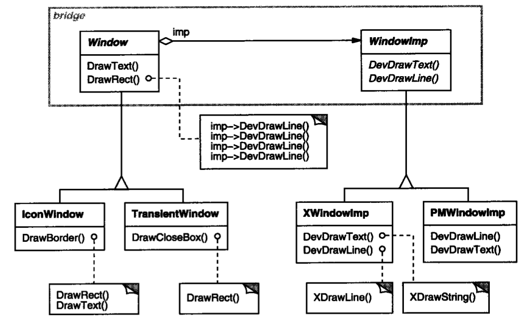 bridge
Window
imp
WindowImp
DrawText()
DrawRect()
DevDrawText()
DevDrawLine()
imp->DevDrawLine()
imp->DevDrawLine()
imp->DevDrawLine()
imp->DevDrawLine()
IconWindow
DrawBorder()
TransientWindow
DrawCloseBox()
XWindowImp
DevDrawText()
DevDrawLine()
PMWindowImp
DevDrawLine()
DevDrawText()
DrawRect()
DrawText()
DrawRect()
XDrawLine()
XDrawString()